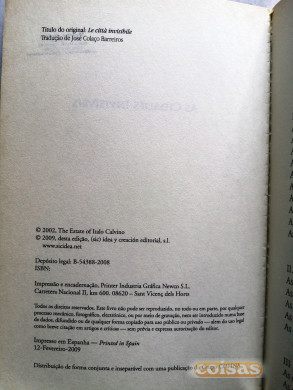 Título do original: Le città invisibile
Tradução de José Colaço Barreiros
© 2002, The Estate of Italo Calvino
© 2009, desta edição, (sic) idea y creación editorial, s.l.
www.sicidea.net
Depósito legal: B-54388-2008
ISBN:
Impressão e encadernação, Printer Industria Gráfica Newco S.L.
Carretera Nacional II, km 600, 08620 – Sant Vicenç dels Horts
Todos os direitos reservados. Este livro não pode ser reproduzido, no todo ou em parte, por qualquer
processo mecânico, fotográfico, electrónico, ou por meio de gravação, nem ser introduzido numa base
de dados, difundido ou de qualquer forma copiado para uso público ou privado — além do uso legal
como breve citação em artigos e críticas — sem prévia e expressa autorização do editor.
Impresso em Espanha — Printed in Spain
12-Fevereiro-2009
Distribuição de forma conjunta e inseparável com uma publicação
coisas